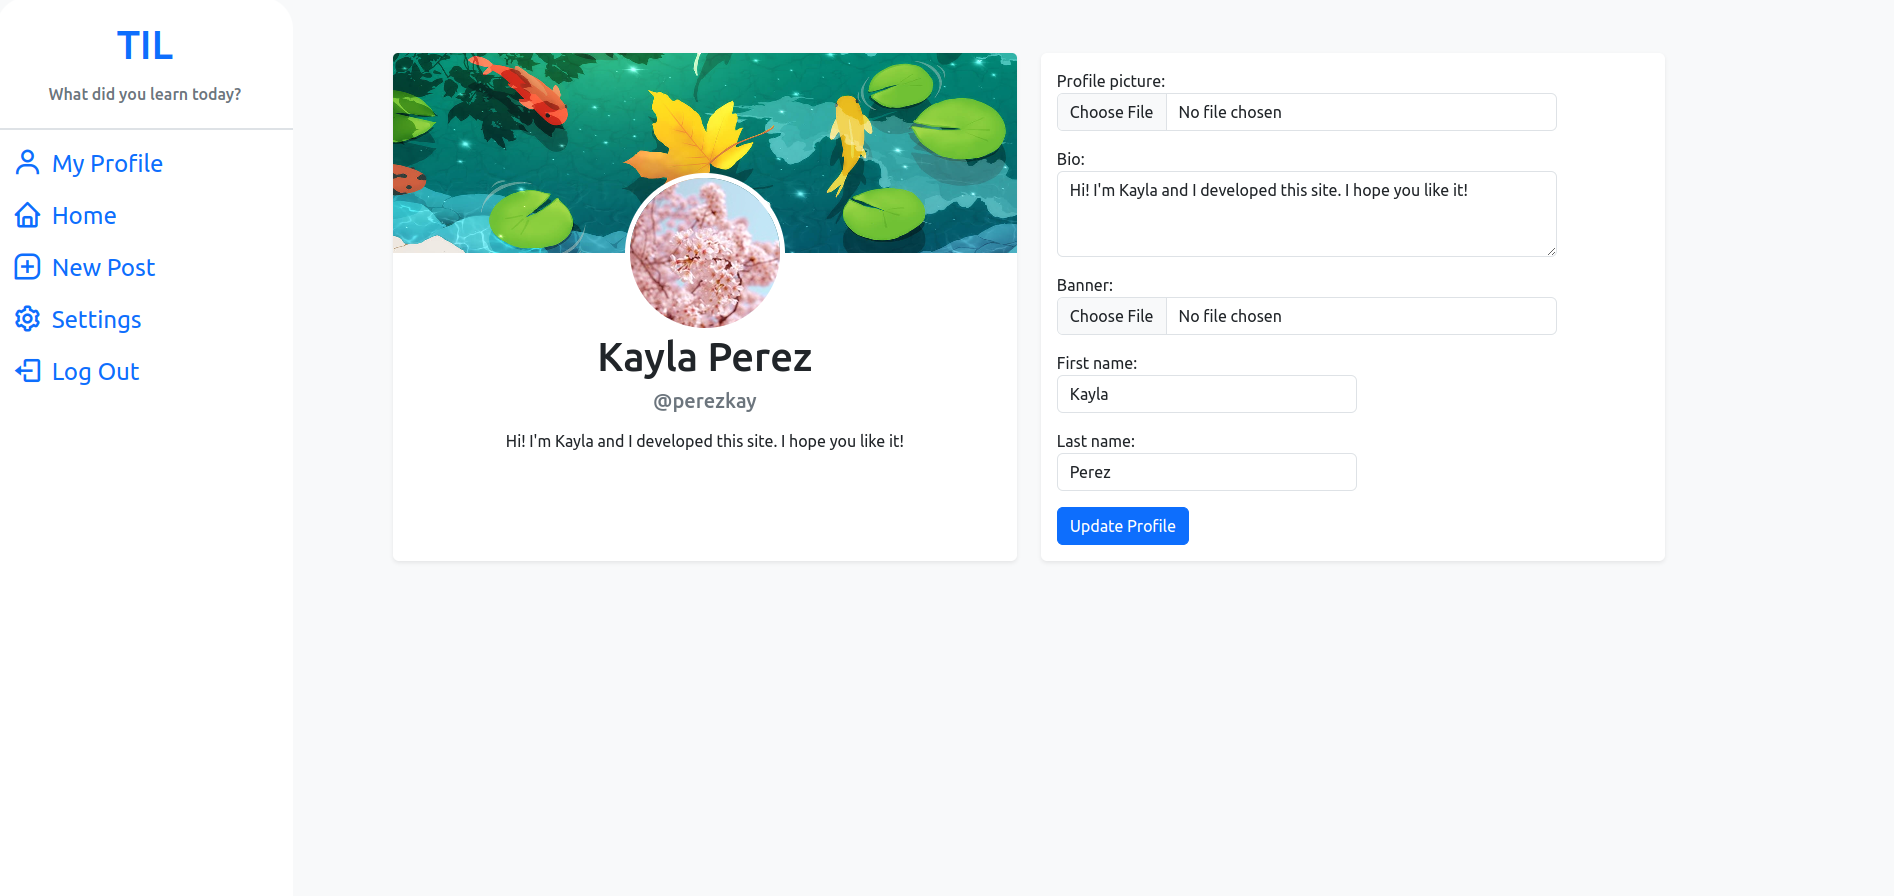 TIL
What did you learn today?
My Profile
Home
New Post
Settings
Log Out
Kayla Perez
@perezkay
Hi! I'm Kayla and I developed this site. I hope you like it!
Profile picture:
Choose File No file chosen
Bio:
Hi! I'm Kayla and I developed this site. I hope you like it!
Banner:
Choose File No file chosen
First name:
Kayla
Last name:
Perez
Update Profile